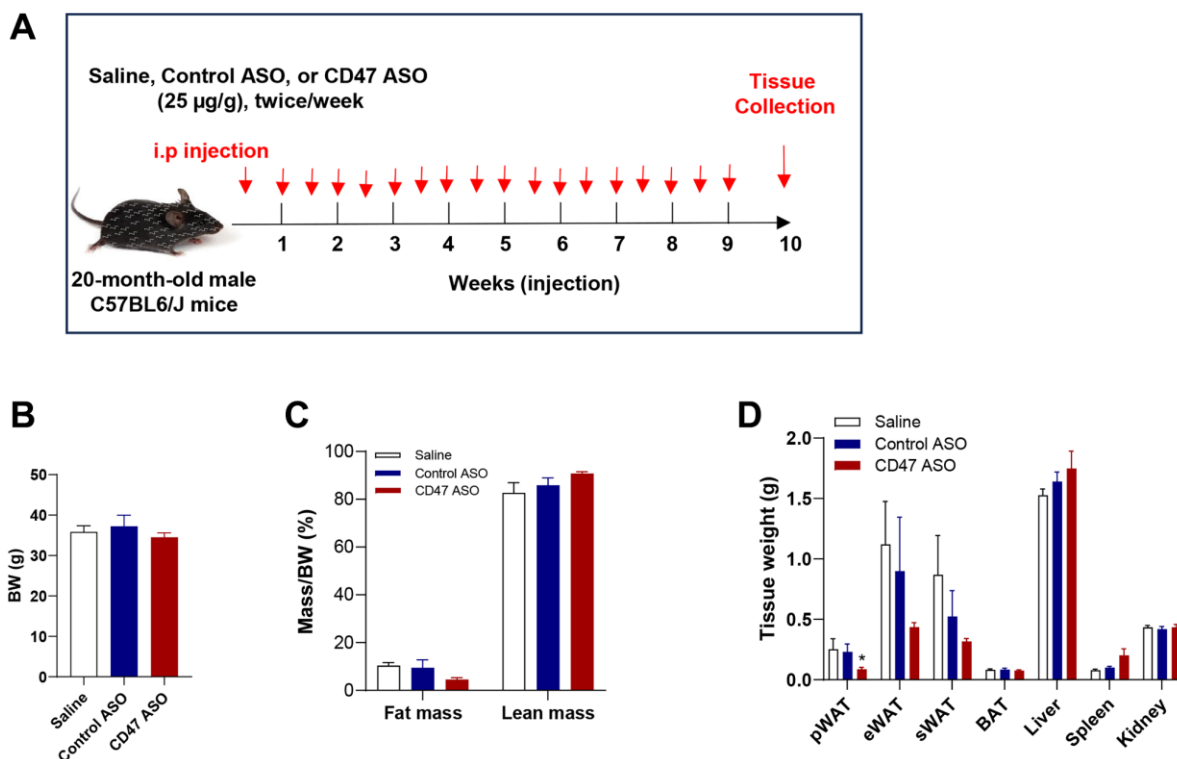 A
Saline, Control ASO, or CD47 ASO
(25 µg/g), twice/week
Tissue
Collection
i.p injection
1 2 3 4 5 6 7 8 9 10
20-month-old male
C57BL6/J mice
Weeks (injection)
B
BW (g)
50
40
30
20
10
0
Saline
Control ASO
CD47 ASO
C
Mass/BW (%)
100
80
60
40
20
0
Saline
Control ASO
CD47 ASO
Fat mass
Lean mass
D
Tissue weight (g)
2.0
1.5
1.0
0.5
0.0
Saline
Control ASO
CD47 ASO
*
pWAT
eWAT
sWAT
BAT
Liver
Spleen
Kidney